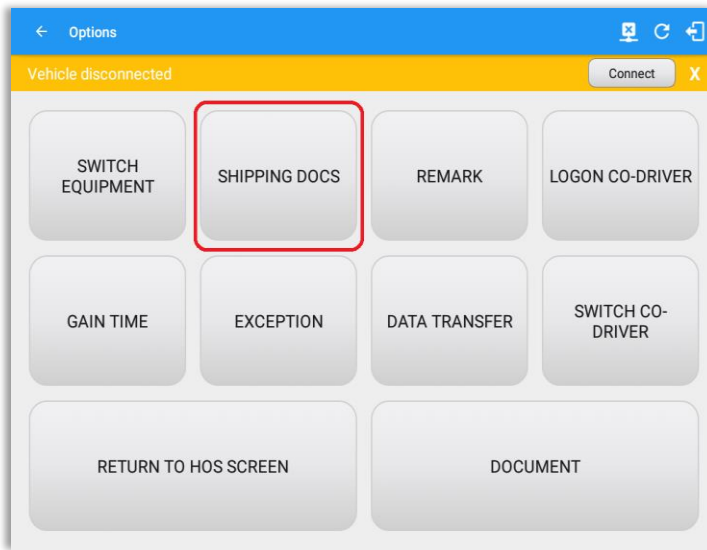 Options
Vehicle disconnected
Connect
X
SWITCH
EQUIPMENT
SHIPPING DOCS
REMARK
LOGON CO-DRIVER
GAIN TIME
EXCEPTION
DATA TRANSFER
SWITCH CO-
DRIVER
RETURN TO HOS SCREEN
DOCUMENT